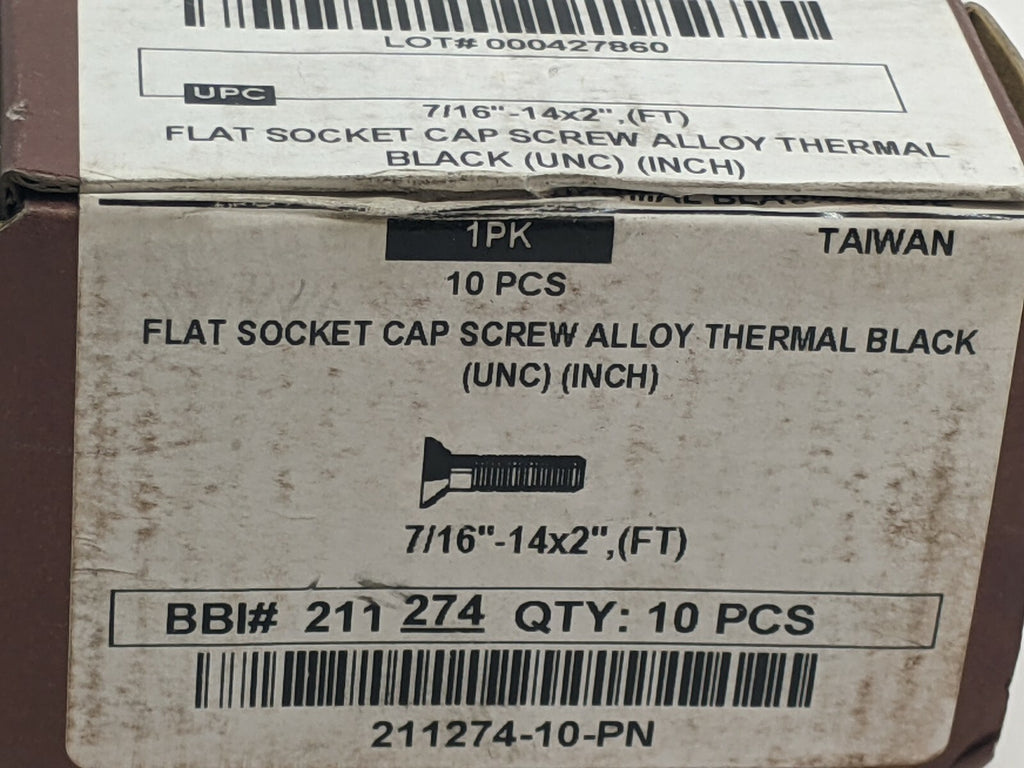 LOT# 000427860
UPC
7/16"-14x2",(FT)
FLAT SOCKET CAP SCREW ALLOY THERMAL
BLACK (UNC) (INCH)
1PK
TAIWAN
10 PCS
FLAT SOCKET CAP SCREW ALLOY THERMAL BLACK
(UNC) (INCH)
7/16"-14x2",(FT)
BBI# 211 274 QTY: 10 PCS
211274-10-PN